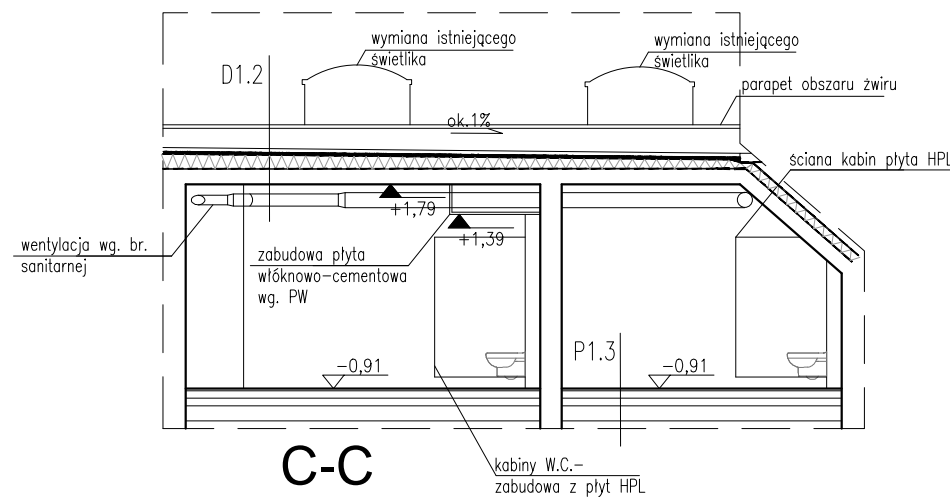 wymiana istniejącego
świetlika
wymiana istniejącego
świetlika
D1.2
parapet obszaru żwiru
ok.1%
ściana kabin płyta HPL
+1,79
+1,39
wentylacja wg. br.
sanitarnej
zabudowa płyta
włóknowo-cementowa
wg. PW
P1.3
-0,91
-0,91
C-C
kabiny W.C.-
zabudowa z płyt HPL